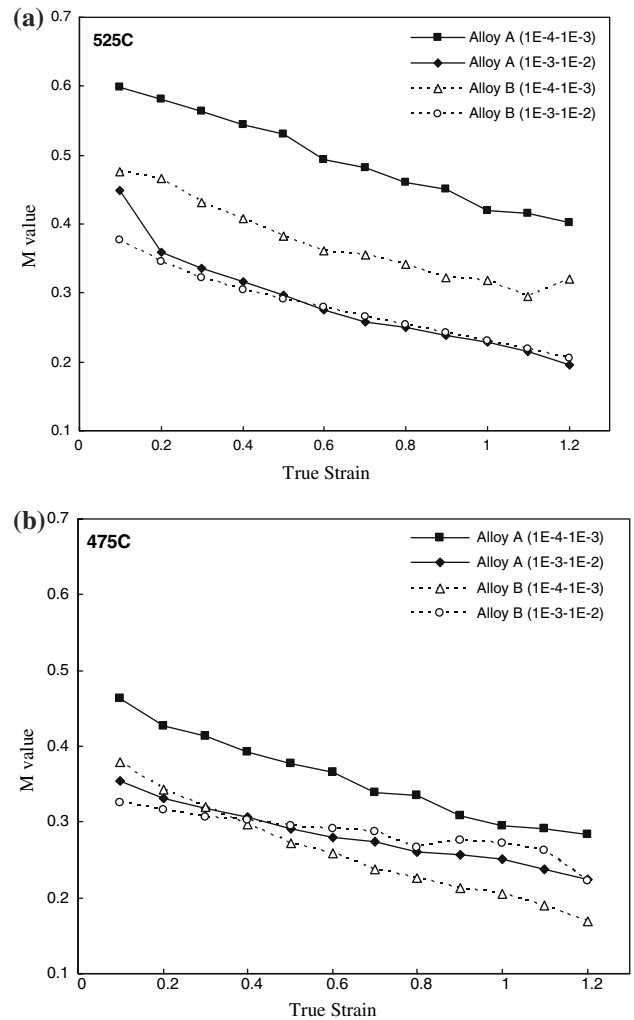 (a)
525C
Alloy A (1E-4-1E-3)
Alloy A (1E-3-1E-2)
Alloy B (1E-4-1E-3)
Alloy B (1E-3-1E-2)
0.7
0.6
0.5
0.4
0.3
0.2
0.1
M value
0 0.2 0.4 0.6 0.8 1 1.2
True Strain
(b)
475C
Alloy A (1E-4-1E-3)
Alloy A (1E-3-1E-2)
Alloy B (1E-4-1E-3)
Alloy B (1E-3-1E-2)
0.7
0.6
0.5
0.4
0.3
0.2
0.1
M value
0 0.2 0.4 0.6 0.8 1 1.2
True Strain